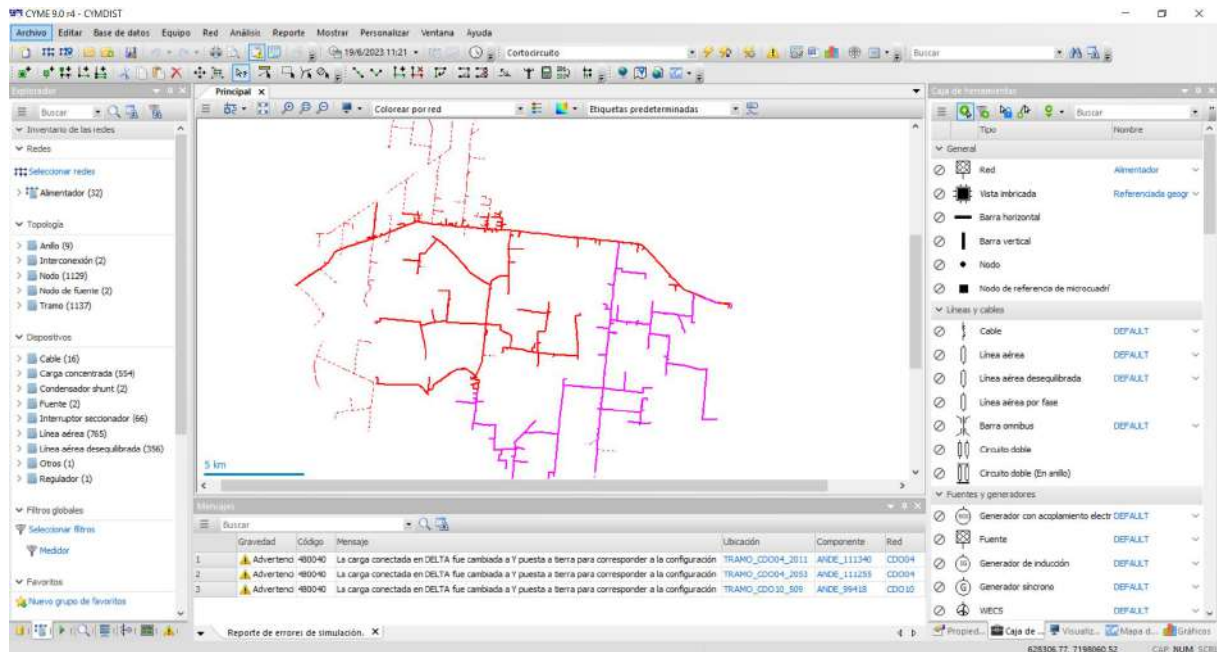 CYME 9.0 r4 - CYMDIST
Archivo Editar Base de datos Equipo Red Análisis Reporte Mostrar Personalizar Ventana Ayuda
19/6/2023 11:21 Cortocircuito Buscar
Explorador
Buscar
Inventario de las redes
Redes
Seleccionar redes
Alimentador (32)
Topología
Anillo (9)
Interconexión (2)
Nodo (1129)
Nodo de fuente (2)
Tramo (1137)
Dispositivos
Cable (16)
Carga concentrada (554)
Condensador shunt (2)
Fuente (2)
Interruptor seccionador (66)
Línea aérea (765)
Línea aérea desequilibrada (356)
Otros (1)
Regulador (1)
Filtros globales
Seleccionar filtros
Medidor
Favoritos
Nuevo grupo de favoritos
Principal
Colorear por red Etiquetas predeterminadas
5 km
Mensajes
Buscar
Gravedad Código Mensaje Ubicación Componente Red
1 Advertenc 480040 La carga conectada en DELTA fue cambiada a Y puesta a tierra para corresponder a la configuración TRAMO_CDO04_2011 ANDE_111340 CDO04
2 Advertenc 480040 La carga conectada en DELTA fue cambiada a Y puesta a tierra para corresponder a la configuración TRAMO_CDO04_2053 ANDE_111255 CDO04
3 Advertenc 480040 La carga conectada en DELTA fue cambiada a Y puesta a tierra para corresponder a la configuración TRAMO_CDO10_509 ANDE_99418 CDO10
Reporte de errores de simulación.
Caja de herramientas
Buscar
Tipo Nombre
General
Red Alimentador
Vista imbricada Referenciada geogr
Barra horizontal
Barra vertical
Nodo
Nodo de referencia de microcuadrí
Líneas y cables
Cable DEFAULT
Línea aérea DEFAULT
Línea aérea desequilibrada DEFAULT
Línea aérea por fase
Barra omnibus DEFAULT
Circuito doble
Circuito doble (En anillo)
Fuentes y generadores
Generador con acoplamiento electr DEFAULT
Fuente DEFAULT
Generador de inducción DEFAULT
Generador síncrono DEFAULT
WECS DEFAULT
Propied... Caja de ... Visualiz... Mapa d... Gráficos
628306.77, 7198060.52 CAP NUM SCRL